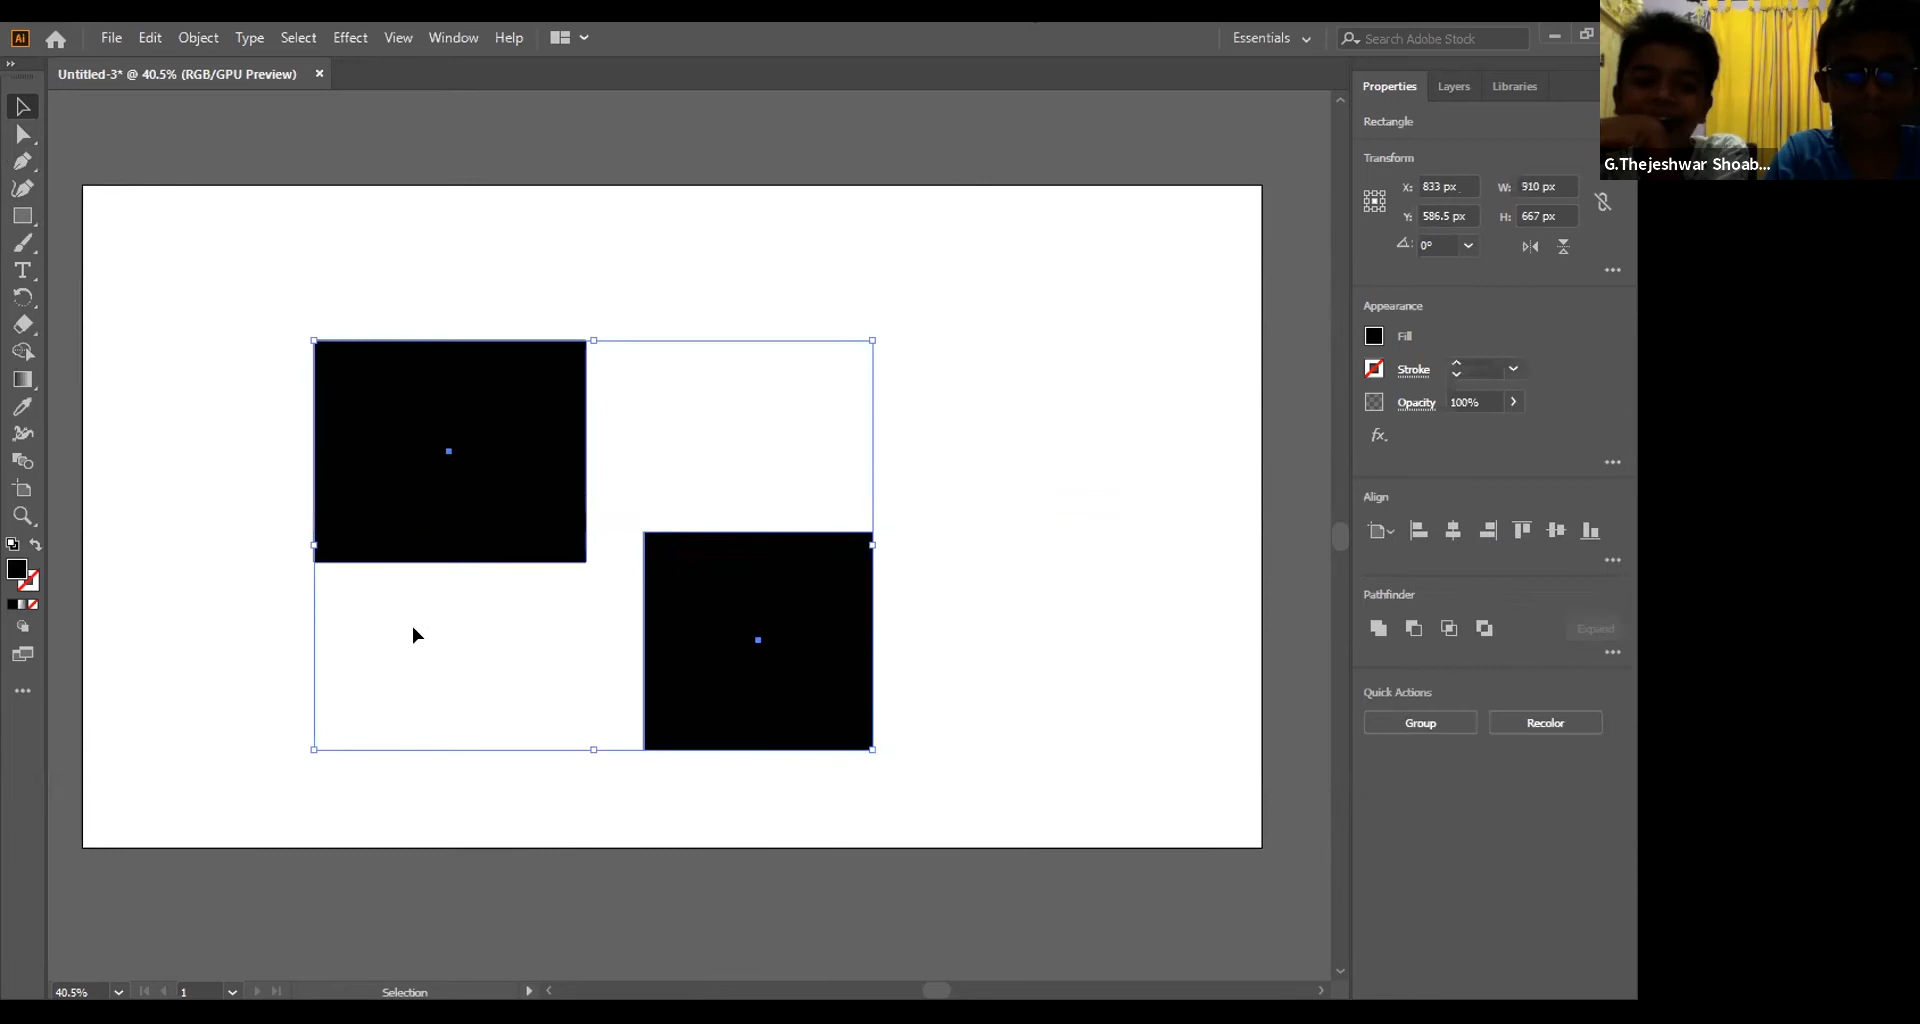 Ai File Edit Object Type Select Effect View Window Help Essentials Search Adobe Stock
Untitled-3* @ 40.5% (RGB/GPU Preview) ×
Properties Layers Libraries
Rectangle
Transform
X: 833 px W: 910 px
Y: 586.5 px H: 667 px
0°
G.Thejeshwar Shoab...
Appearance
Fill
Stroke
Opacity 100%
fx.
Align
Pathfinder
Expand
Quick Actions
Group Recolor
40.5% 1 Selection